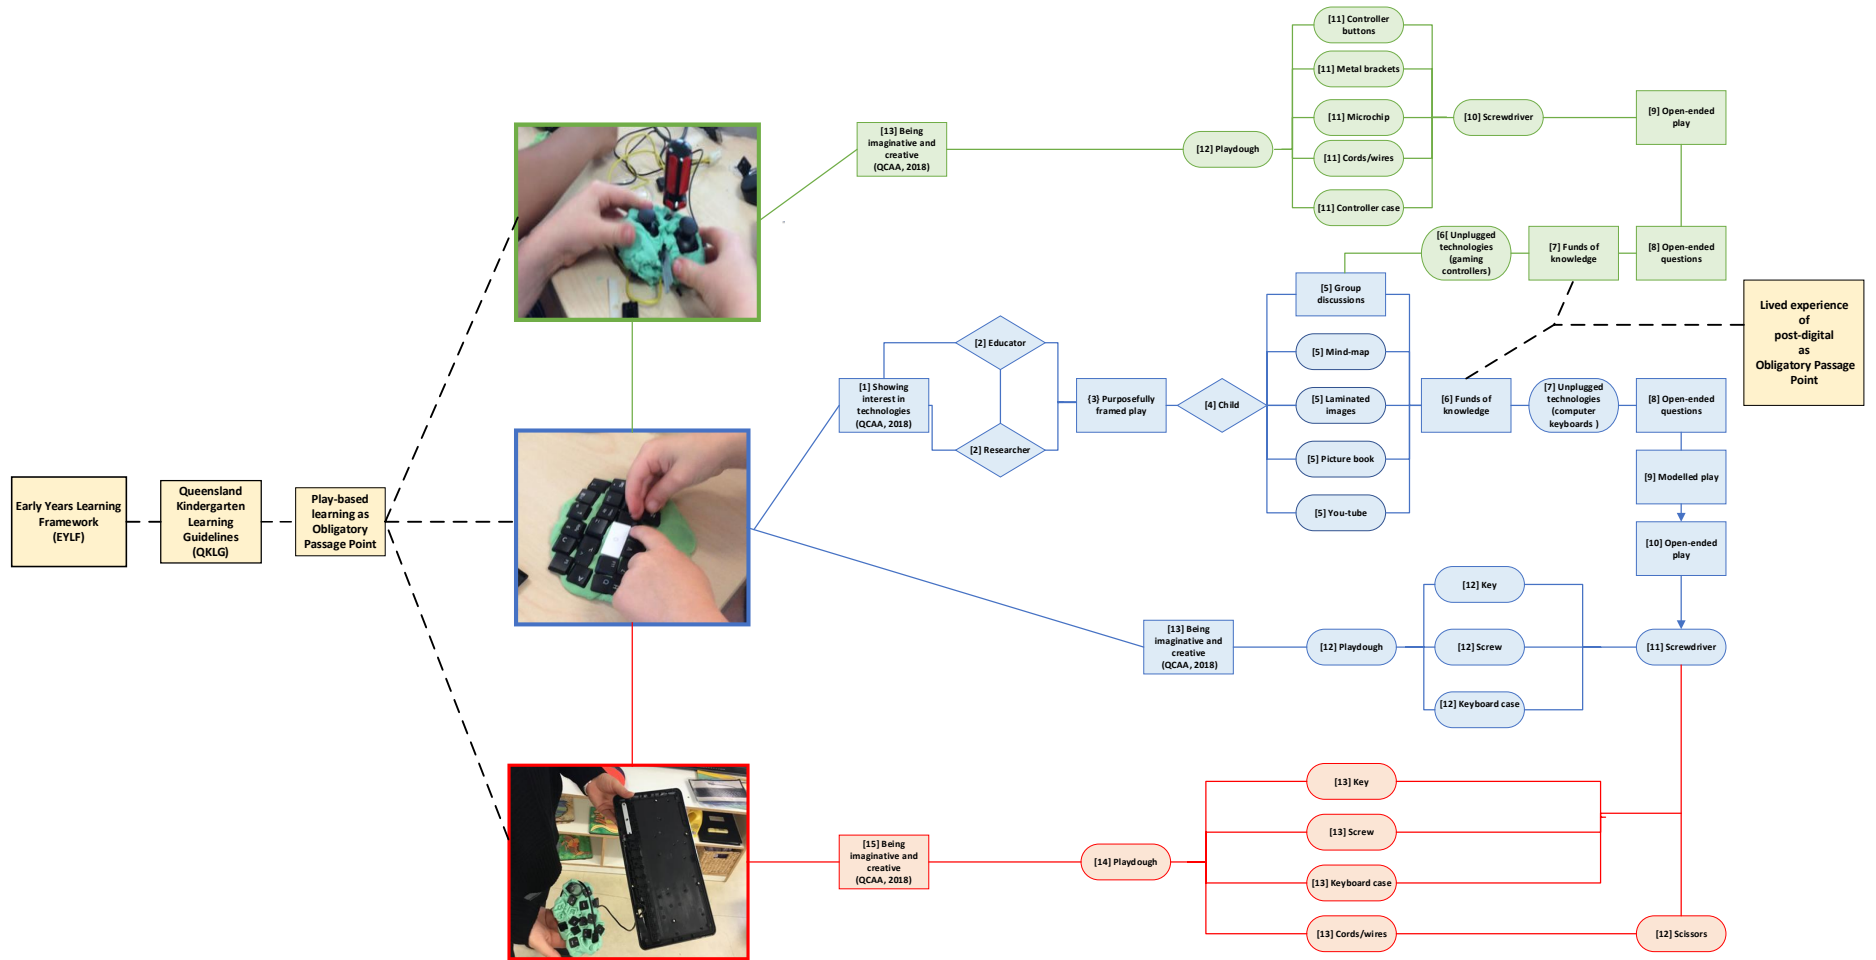 Early Years Learning
Framework
(EYLF)
Queensland
Kindergarten
Learning
Guidelines
(QKLG)
Play-based
learning as
Obligatory
Passage Point
[13] Being
imaginative and
creative
(QCAA, 2018)
[12] Playdough
[11] Controller
buttons
[11] Metal brackets
[11] Microchip
[11] Cords/wires
[11] Controller case
[10] Screwdriver
[9] Open-ended
play
[6[ Unplugged
technologies
(gaming
controllers)
[7] Funds of
knowledge
[8] Open-ended
questions
Lived experience
of
post-digital
as
Obligatory Passage
Point
[1] Showing
interest in
technologies
(QCAA, 2018)
[2] Educator
[2] Researcher
{3} Purposefully
framed play
[4] Child
[5] Group
discussions
[5] Mind-map
[5] Laminated
images
[5] Picture book
[5] You-tube
[6] Funds of
knowledge
[7] Unplugged
technologies
(computer
keyboards )
[8] Open-ended
questions
[9] Modelled play
[10] Open-ended
play
[11] Screwdriver
[12] Key
[12] Screw
[12] Keyboard case
[12] Playdough
[13] Being
imaginative and
creative
(QCAA, 2018)
[15] Being
imaginative and
creative
(QCAA, 2018)
[14] Playdough
[13] Key
[13] Screw
[13] Keyboard case
[13] Cords/wires
[12] Scissors